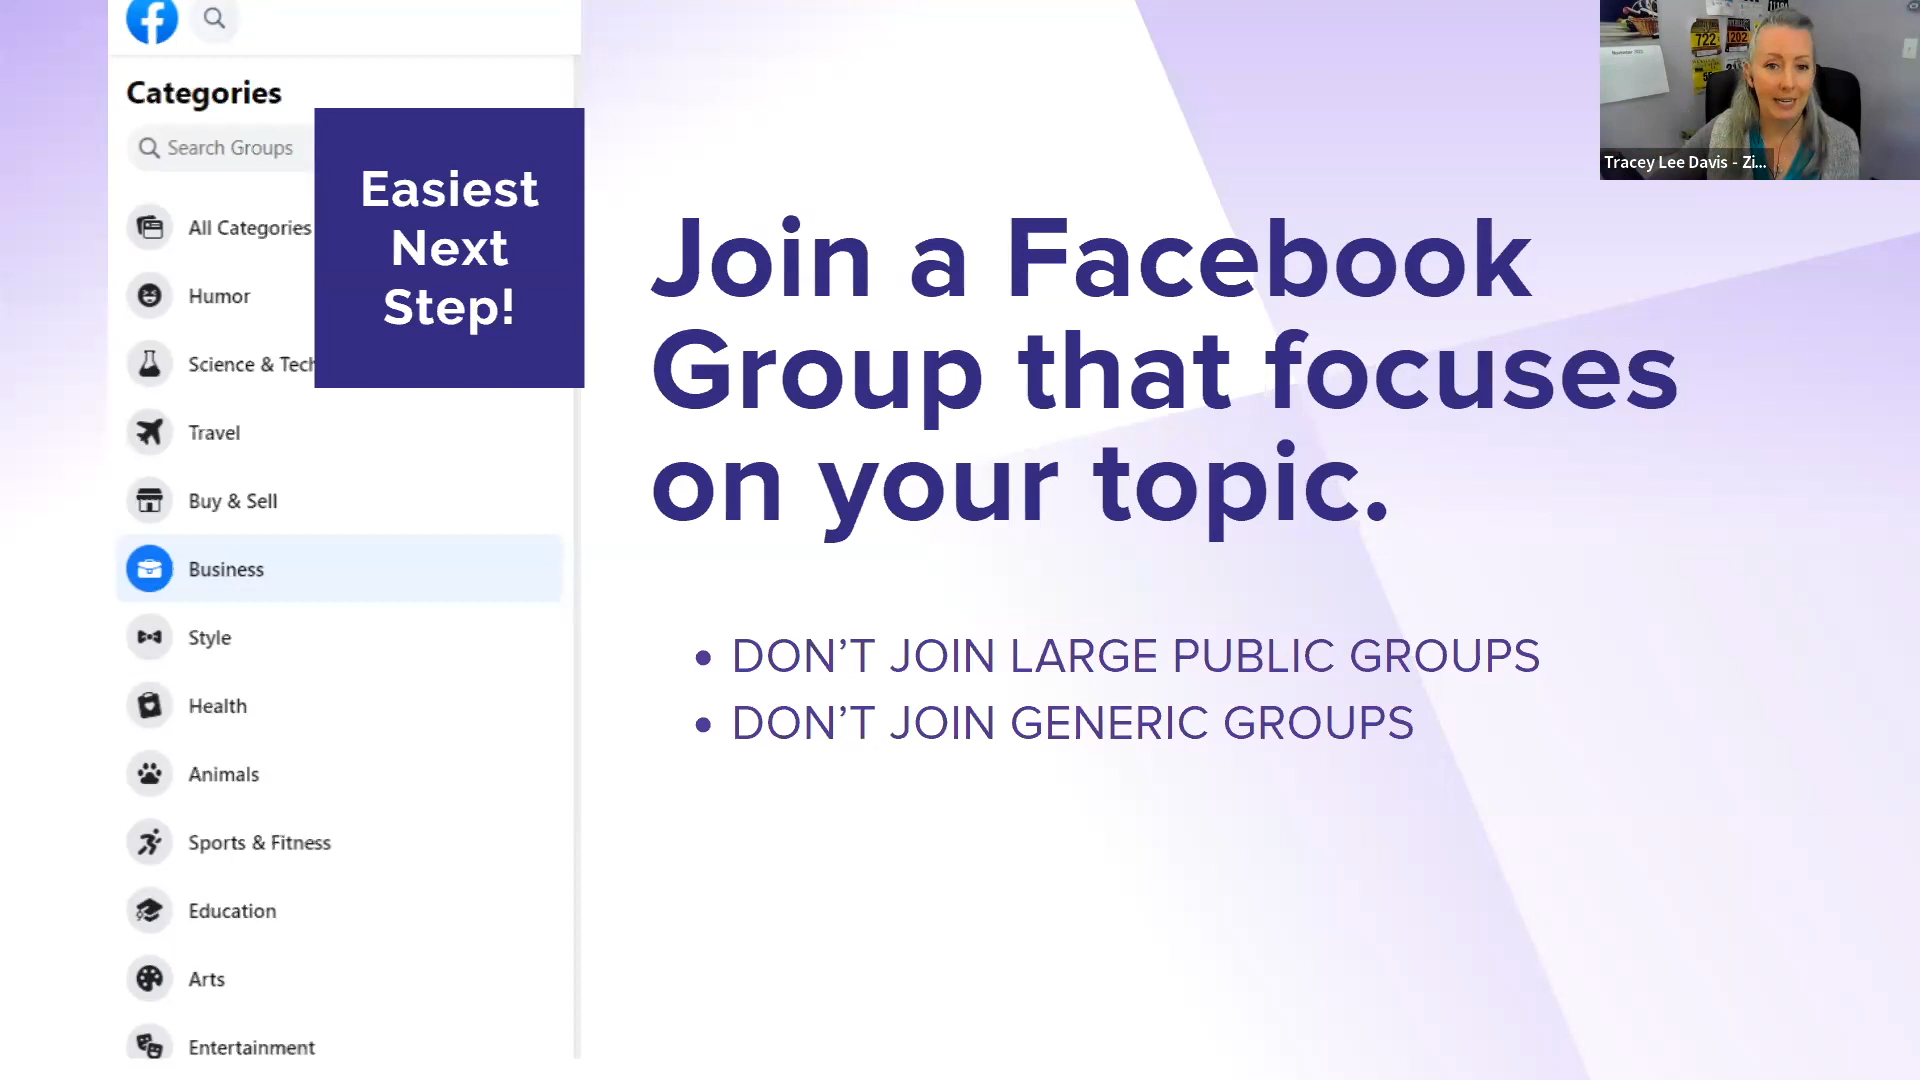 Categories
Search Groups
All Categories
Humor
Science & Tech
Travel
Buy & Sell
Business
Style
Health
Animals
Sports & Fitness
Education
Arts
Entertainment
Easiest
Next
Step!
Join a Facebook
Group that focuses
on your topic.
• DON’T JOIN LARGE PUBLIC GROUPS
• DON’T JOIN GENERIC GROUPS
722
202
Tracey Lee Davis - Zi...